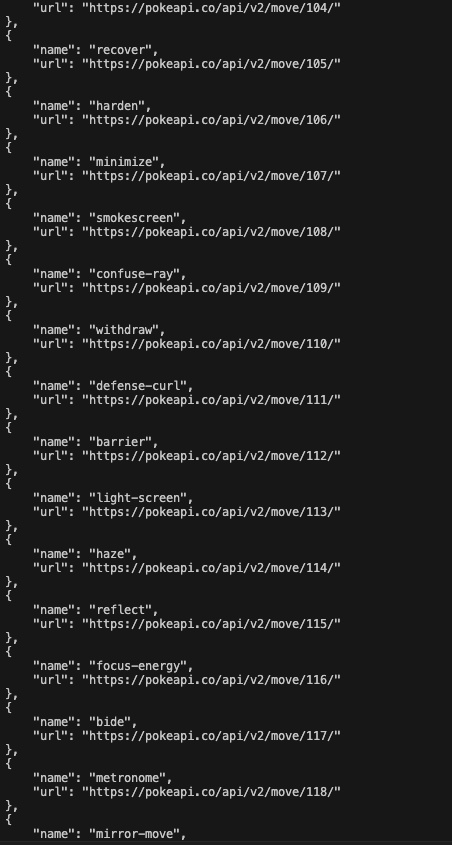 "url": "https://pokeapi.co/api/v2/move/104/"
},
{
    "name": "recover",
    "url": "https://pokeapi.co/api/v2/move/105/"
},
{
    "name": "harden",
    "url": "https://pokeapi.co/api/v2/move/106/"
},
{
    "name": "minimize",
    "url": "https://pokeapi.co/api/v2/move/107/"
},
{
    "name": "smokescreen",
    "url": "https://pokeapi.co/api/v2/move/108/"
},
{
    "name": "confuse-ray",
    "url": "https://pokeapi.co/api/v2/move/109/"
},
{
    "name": "withdraw",
    "url": "https://pokeapi.co/api/v2/move/110/"
},
{
    "name": "defense-curl",
    "url": "https://pokeapi.co/api/v2/move/111/"
},
{
    "name": "barrier",
    "url": "https://pokeapi.co/api/v2/move/112/"
},
{
    "name": "light-screen",
    "url": "https://pokeapi.co/api/v2/move/113/"
},
{
    "name": "haze",
    "url": "https://pokeapi.co/api/v2/move/114/"
},
{
    "name": "reflect",
    "url": "https://pokeapi.co/api/v2/move/115/"
},
{
    "name": "focus-energy",
    "url": "https://pokeapi.co/api/v2/move/116/"
},
{
    "name": "bide",
    "url": "https://pokeapi.co/api/v2/move/117/"
},
{
    "name": "metronome",
    "url": "https://pokeapi.co/api/v2/move/118/"
},
{
    "name": "mirror-move",